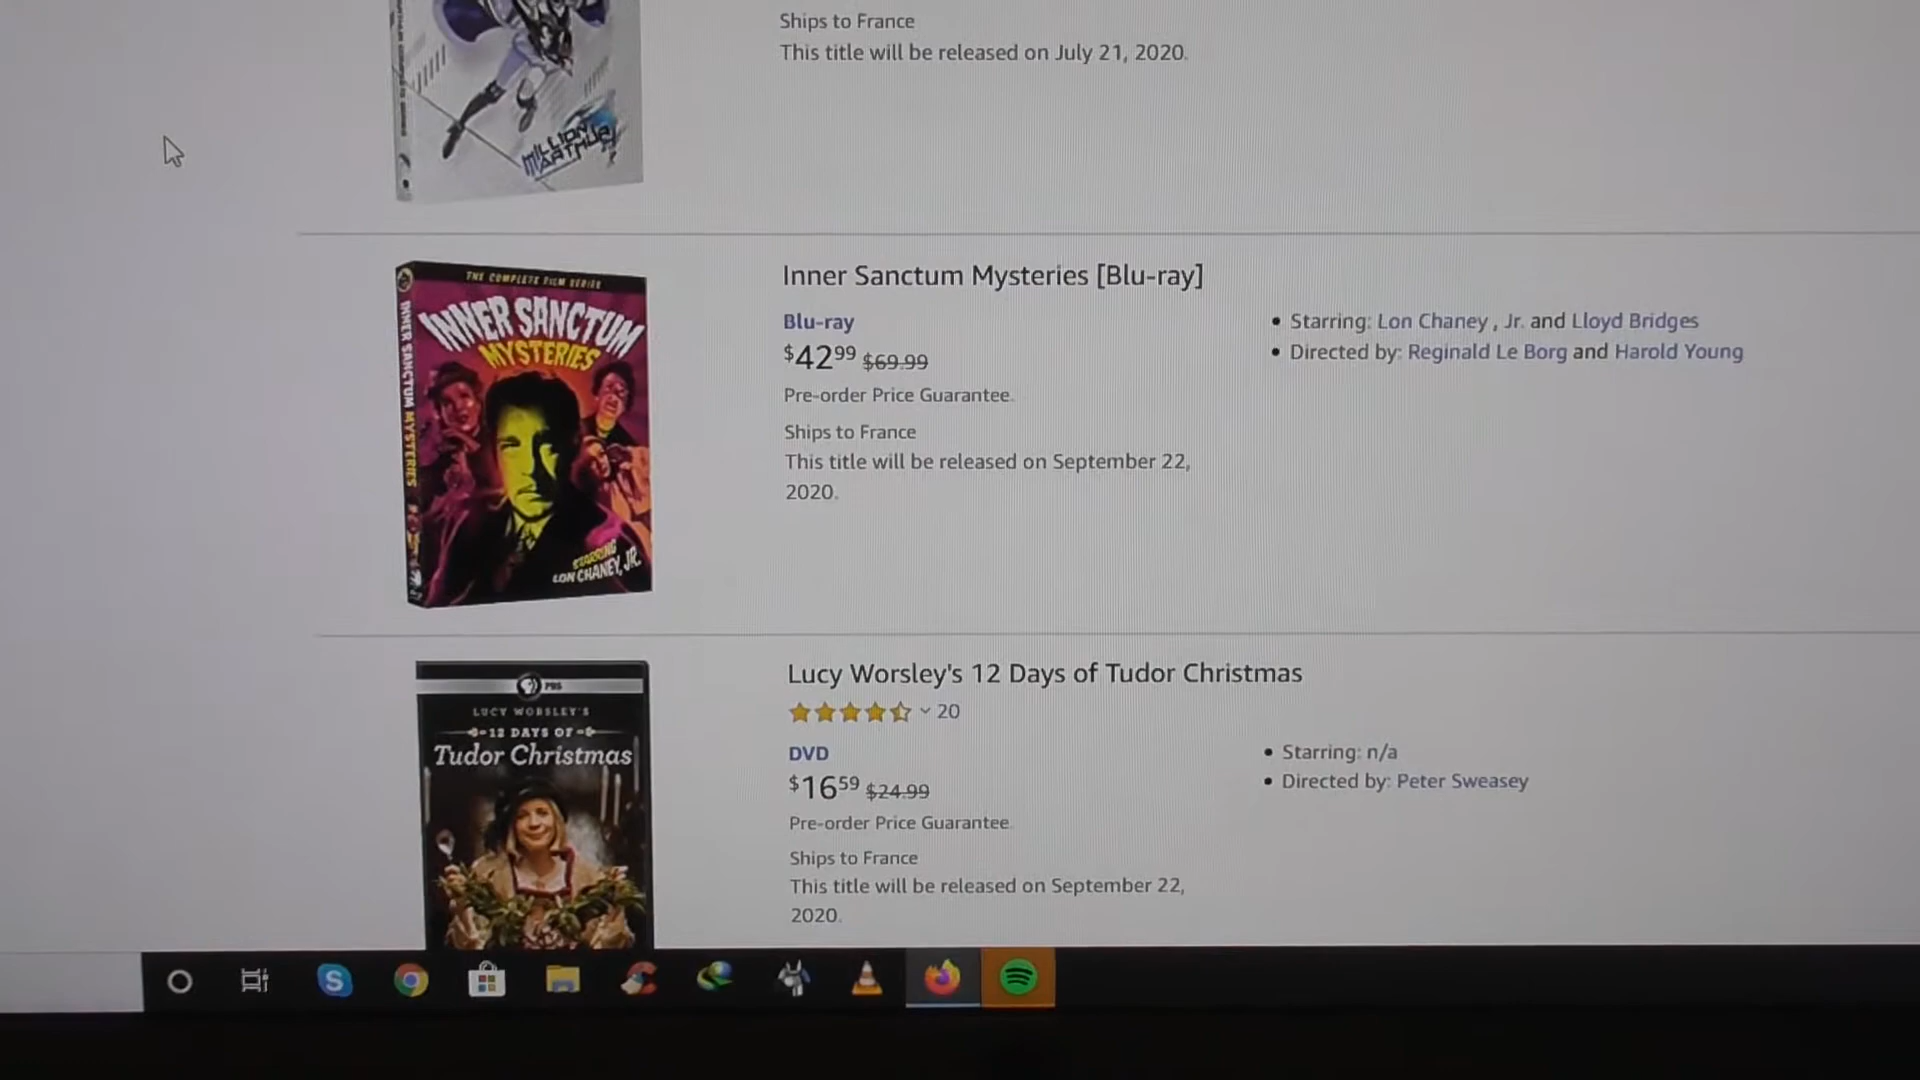 Ships to France
This title will be released on July 21, 2020.
MILLION
ARTHUR
Inner Sanctum Mysteries [Blu-ray]
THE COMPLETE FILM SERIES
INNER SANCTUM
MYSTERIES
INNER SANCTUM MYSTERIES
STARRING
LON CHANEY, JR.
Blu-ray
$42.99 $69.99
Pre-order Price Guarantee.
Ships to France
This title will be released on September 22,
2020.
• Starring: Lon Chaney , Jr. and Lloyd Bridges
• Directed by: Reginald Le Borg and Harold Young
Lucy Worsley's 12 Days of Tudor Christmas
PBS
LUCY WORSLEY'S
12 DAYS OF
Tudor Christmas
20
DVD
$16.59 $24.99
Pre-order Price Guarantee.
Ships to France
This title will be released on September 22,
2020.
• Starring: n/a
• Directed by: Peter Sweasey